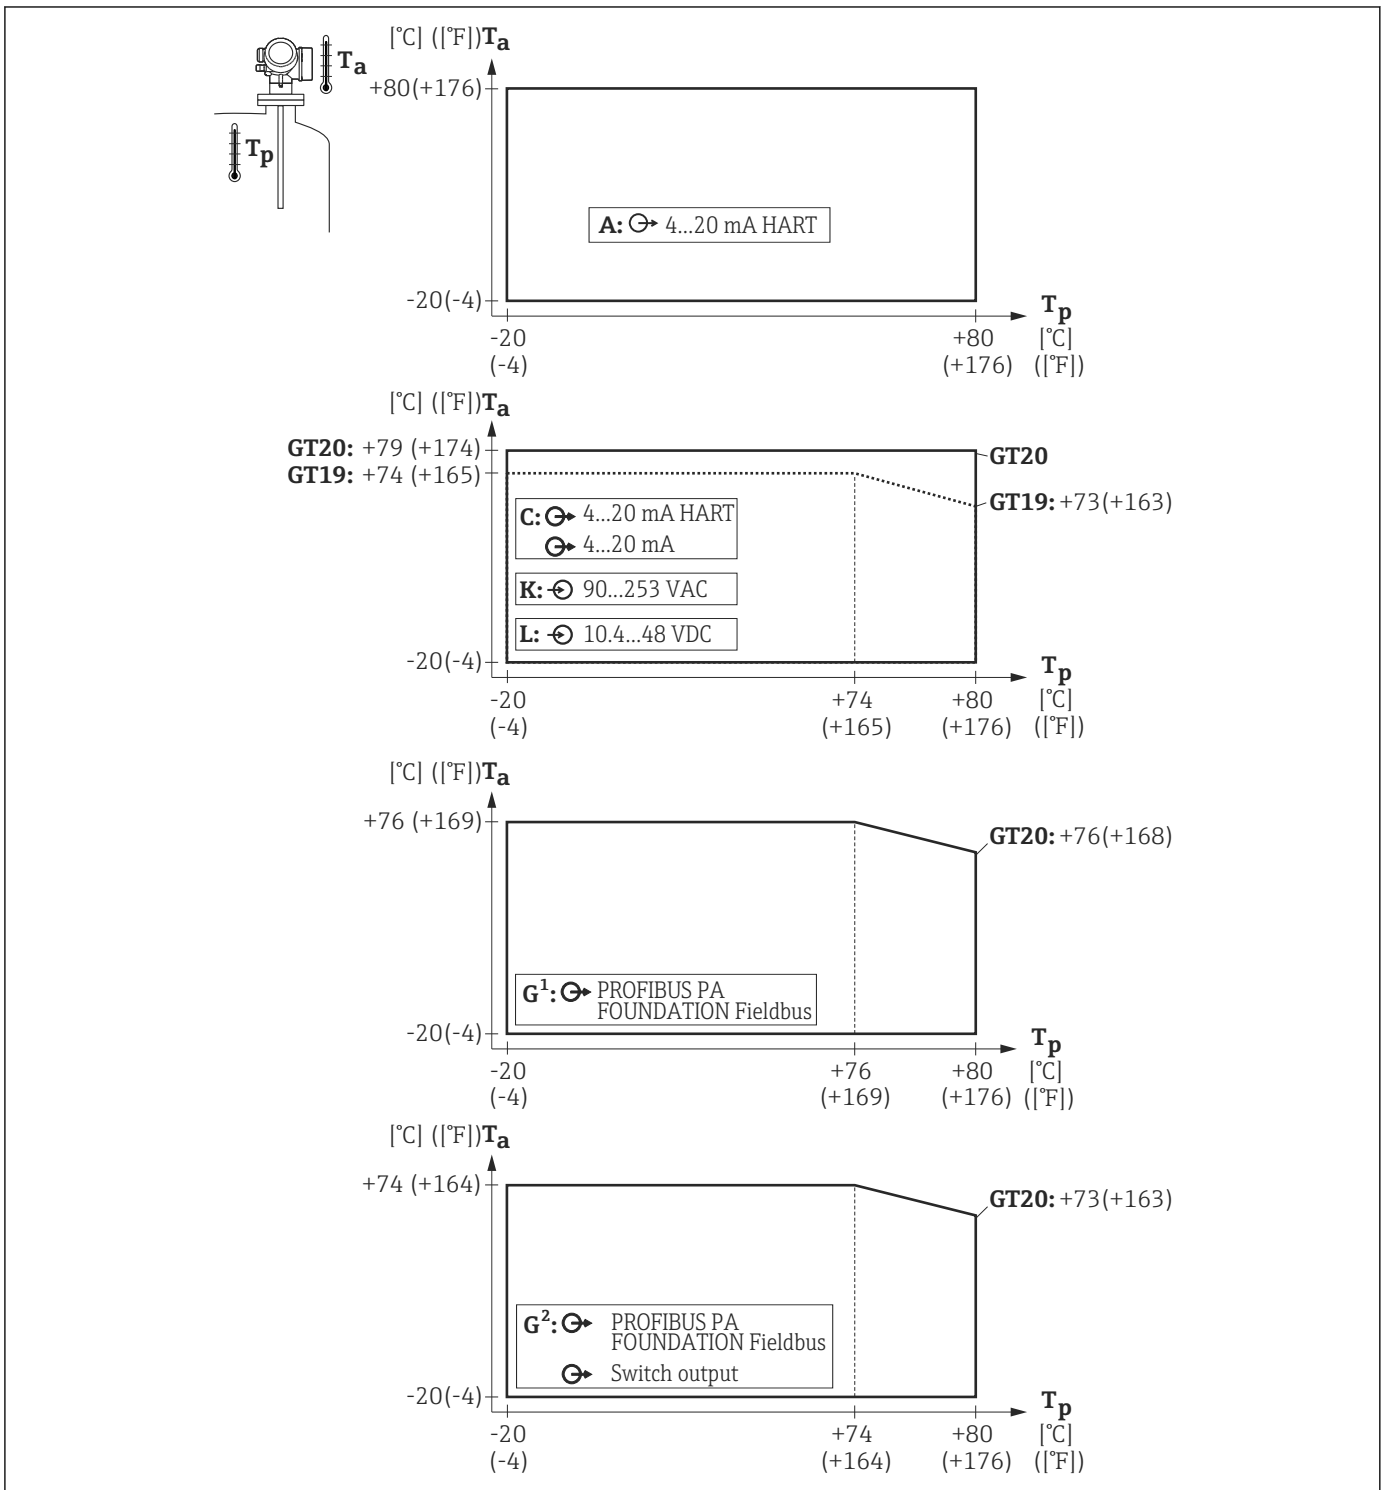 [°C] ([°F])Ta
Ta
+80(+176)
Tp
A: 4...20 mA HART
-20(-4)
Tp
-20
+80
[°C]
(-4)
(+176)
([°F])
[°C] ([°F])Ta
GT20: +79 (+174)
GT20
GT19: +74 (+165)
GT19: +73(+163)
C: 4...20 mA HART
4...20 mA
K: 90...253 VAC
L: 10.4...48 VDC
-20(-4)
Tp
-20
+74
+80
[°C]
(-4)
(+165)
(+176)
([°F])
[°C] ([°F])Ta
+76 (+169)
GT20: +76(+168)
G1: PROFIBUS PA
FOUNDATION Fieldbus
-20(-4)
Tp
-20
+76
+80
[°C]
(-4)
(+169)
(+176)
([°F])
[°C] ([°F])Ta
+74 (+164)
GT20: +73(+163)
G2: PROFIBUS PA
FOUNDATION Fieldbus
Switch output
-20(-4)
Tp
-20
+74
+80
[°C]
(-4)
(+164)
(+176)
([°F])